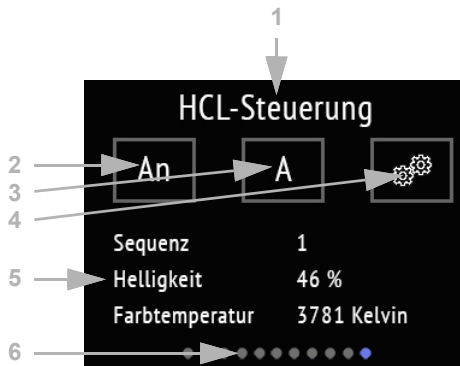 1
HCL-Steuerung
2 An A
3
4
Sequenz 1
5 Helligkeit 46 %
Farbtemperatur 3781 Kelvin
6